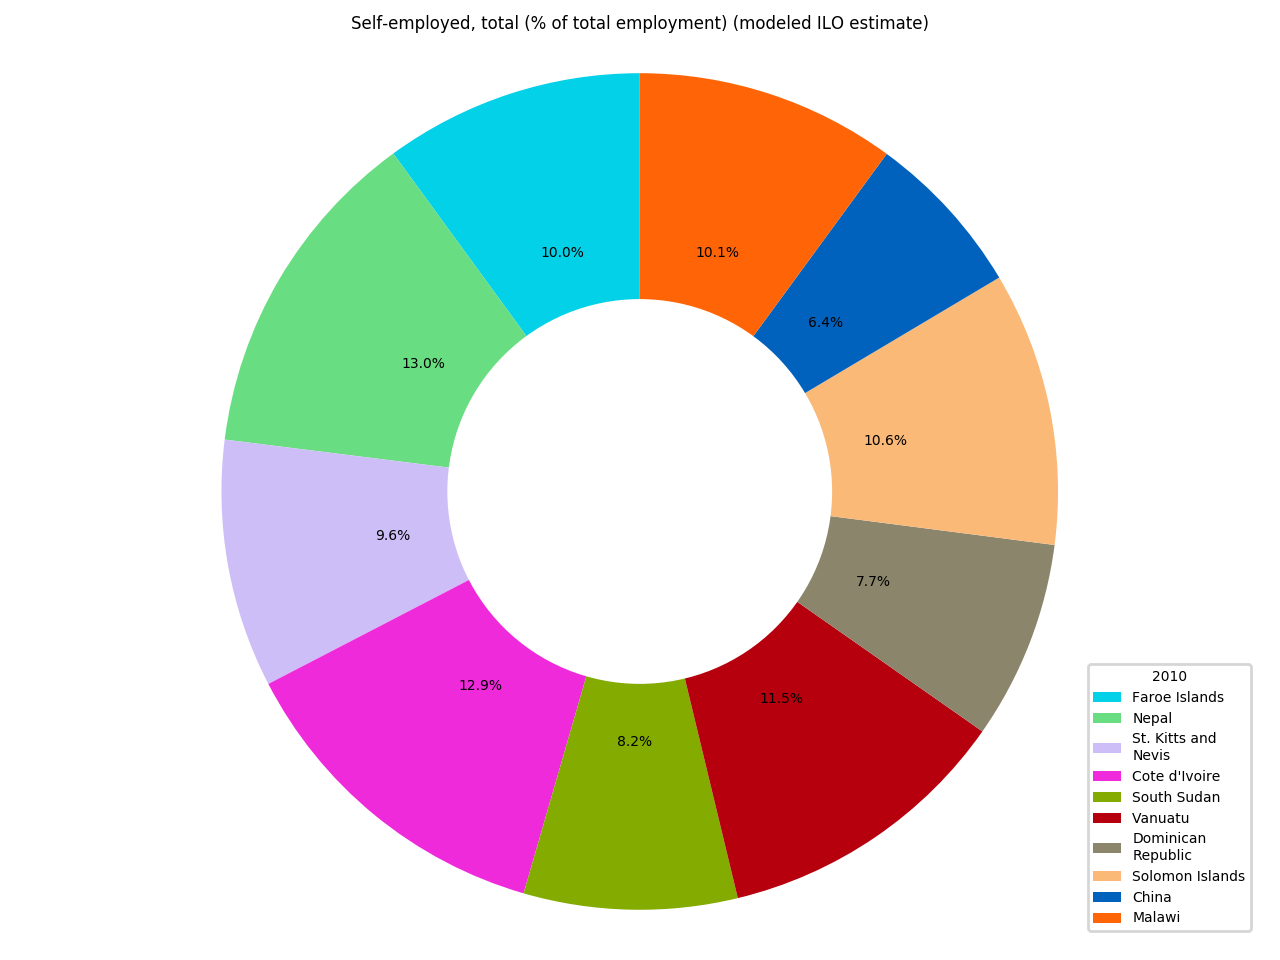 Self-employed, total (% of total employment) (modeled ILO estimate)
10.0%
10.1%
6.4%
13.0%
10.6%
9.6%
7.7%
12.9%
11.5%
8.2%
2010
Faroe Islands
Nepal
St. Kitts and
Nevis
Cote d'Ivoire
South Sudan
Vanuatu
Dominican
Republic
Solomon Islands
China
Malawi